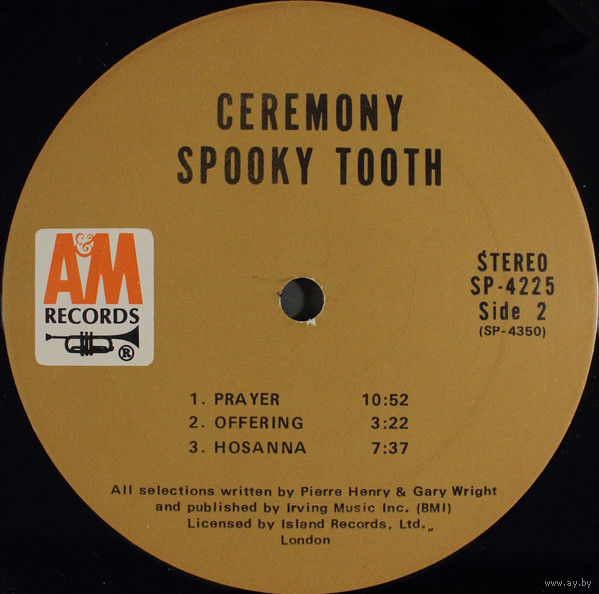 CEREMONY
SPOOKY TOOTH
A&M
RECORDS
®
STEREO
SP-4225
Side 2
(SP-4350)
1. PRAYER 10:52
2. OFFERING 3:22
3. HOSANNA 7:37
All selections written by Pierre Henry & Gary Wright
and published by Irving Music Inc. (BMI)
Licensed by Island Records, Ltd.,,
London
www.ay.by